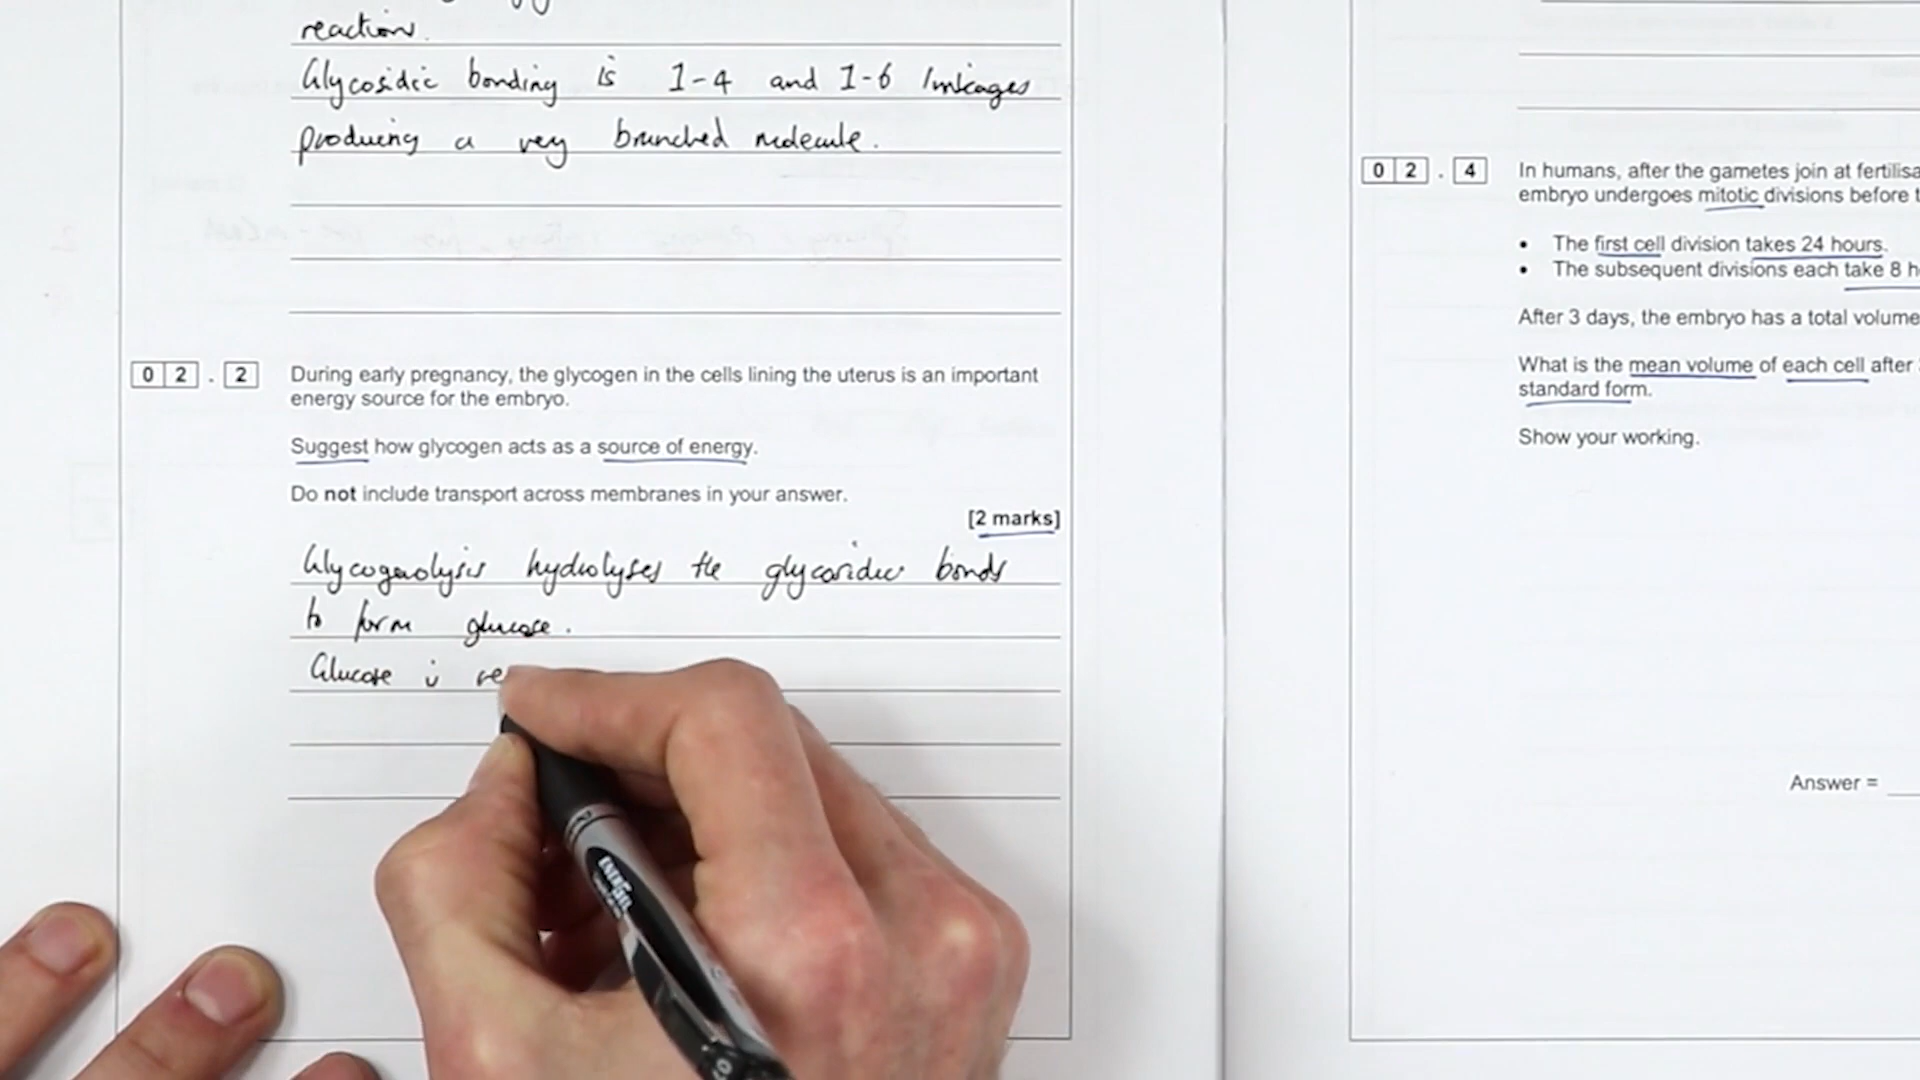 reaction.
Glycosidic bonding is 1-4 and 1-6 linkages
producing a very branched molecule.
02.2 During early pregnancy, the glycogen in the cells lining the uterus is an important
energy source for the embryo.
Suggest how glycogen acts as a source of energy.
Do not include transport across membranes in your answer.
[2 marks]
Glycogenolysis hydrolyses the glycosidic bonds
to form glucose.
Glucose is re
02.4 In humans, after the gametes join at fertilisa
embryo undergoes mitotic divisions before t
• The first cell division takes 24 hours.
• The subsequent divisions each take 8 h
After 3 days, the embryo has a total volume
What is the mean volume of each cell after
standard form.
Show your working.
Answer =